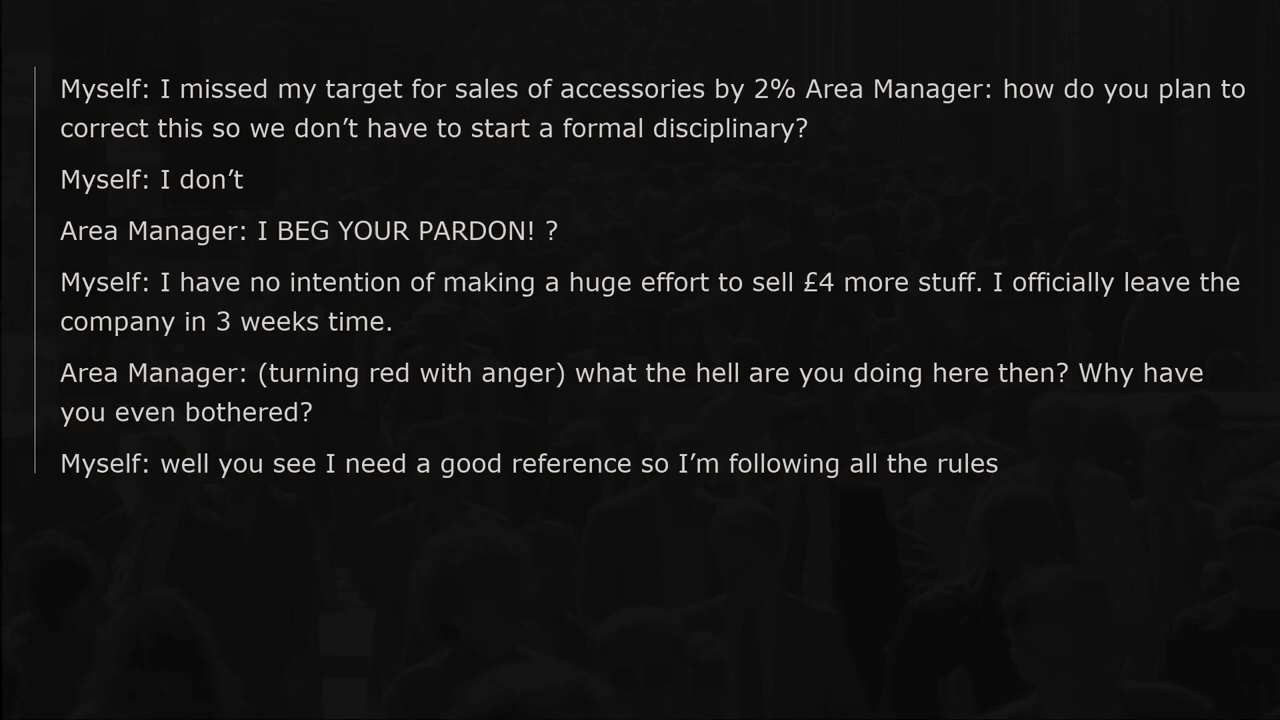 Myself: I missed my target for sales of accessories by 2% Area Manager: how do you plan to
correct this so we don’t have to start a formal disciplinary?
Myself: I don’t
Area Manager: I BEG YOUR PARDON! ?
Myself: I have no intention of making a huge effort to sell £4 more stuff. I officially leave the
company in 3 weeks time.
Area Manager: (turning red with anger) what the hell are you doing here then? Why have
you even bothered?
Myself: well you see I need a good reference so I’m following all the rules